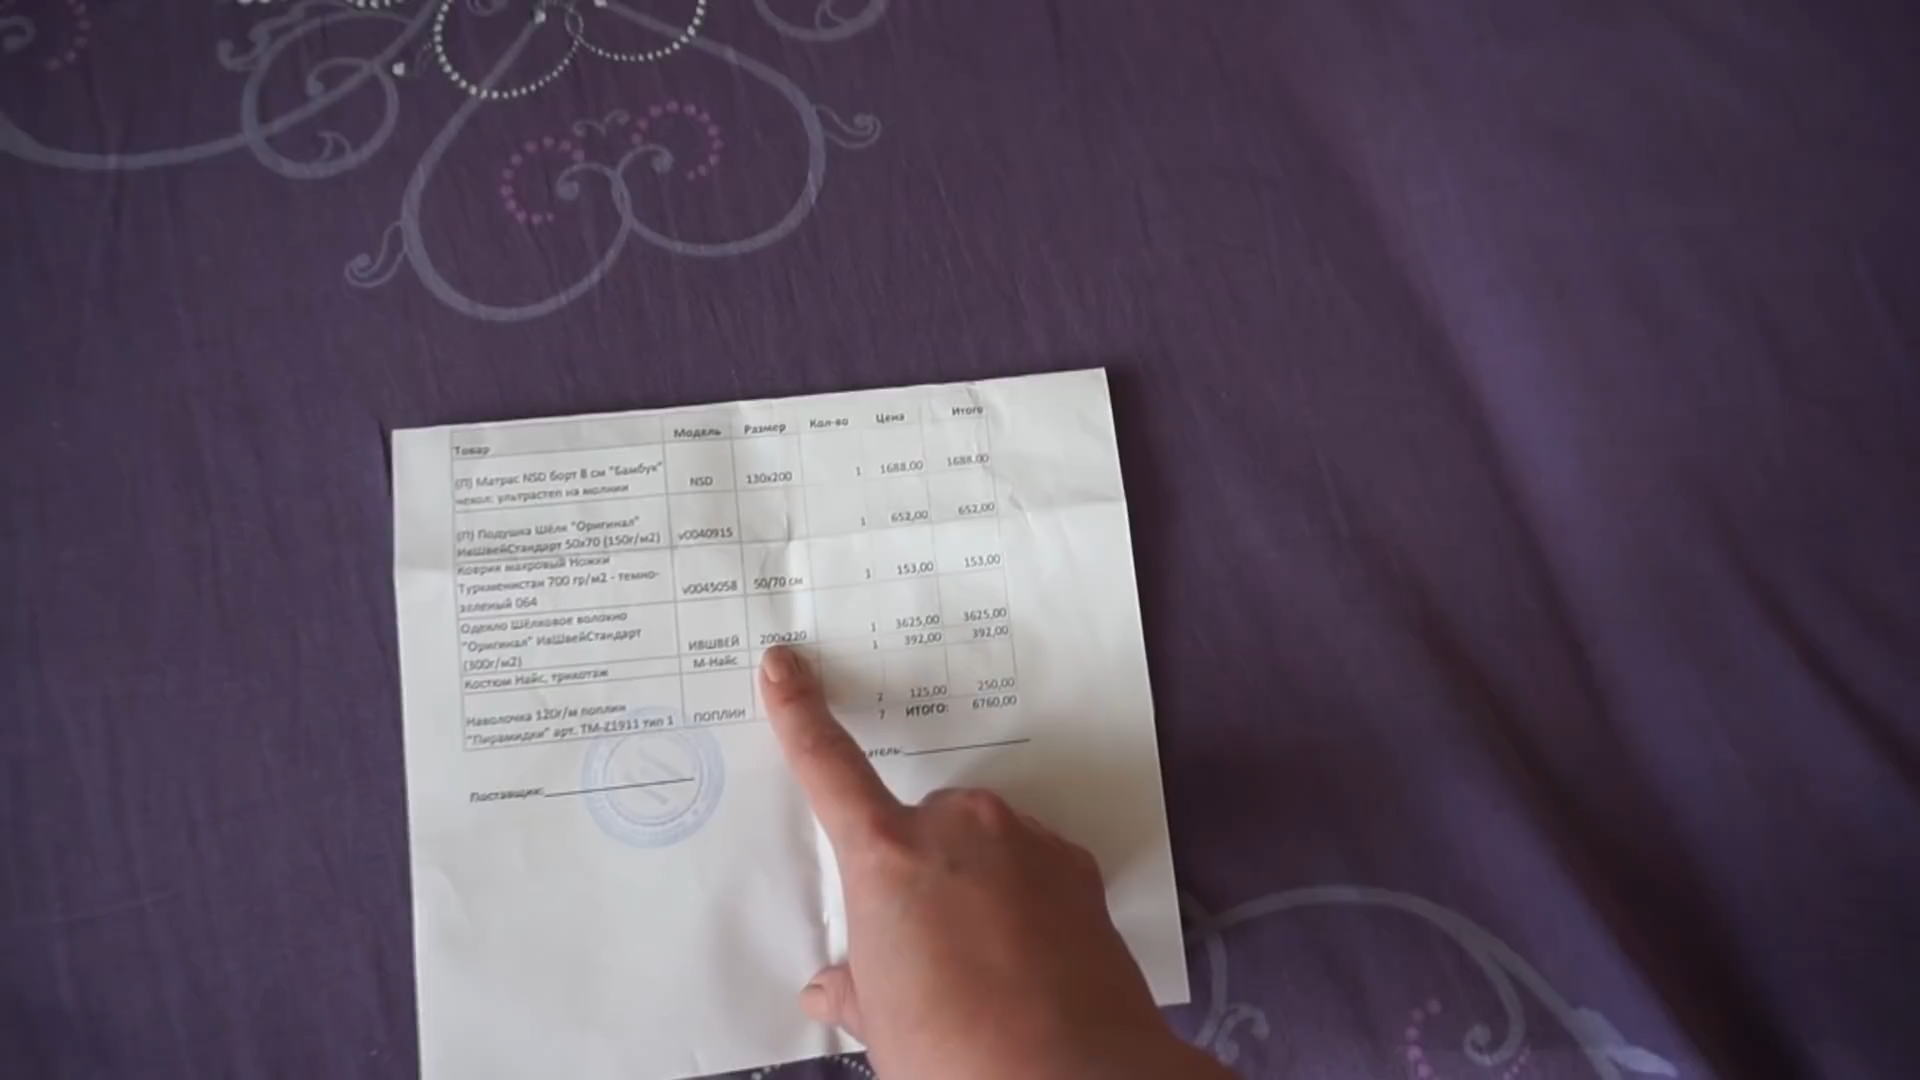 Товар Модель Размер Кол-во Цена Итого
(П) Матрас NSD борт 8 см "Бамбук"
чехол: ультрастеп на молнии NSD 130x200 1 1688,00 1688,00
(П) Подушка Шёлк "Оригинал"
ИвШвейСтандарт 50x70 (150г/м2) v0040915 1 652,00 652,00
Коврик махровый Ножки
Туркменистан 700 гр/м2 - темно-
зеленый 064 v0045058 50/70 см 1 153,00 153,00
Одеяло Шёлковое волокно
"Оригинал" ИвШвейСтандарт
(300г/м2) ИВШВЕЙ 200x220 1 3625,00 3625,00
Костюм Найс, трикотаж М-Найс 1 392,00 392,00
Наволочка 120г/м поплин
"Пирамидки" арт. ТМ-Z1911 тип 1 ПОПЛИН 2 125,00 250,00
7 ИТОГО: 6760,00
Поставщик: атель: